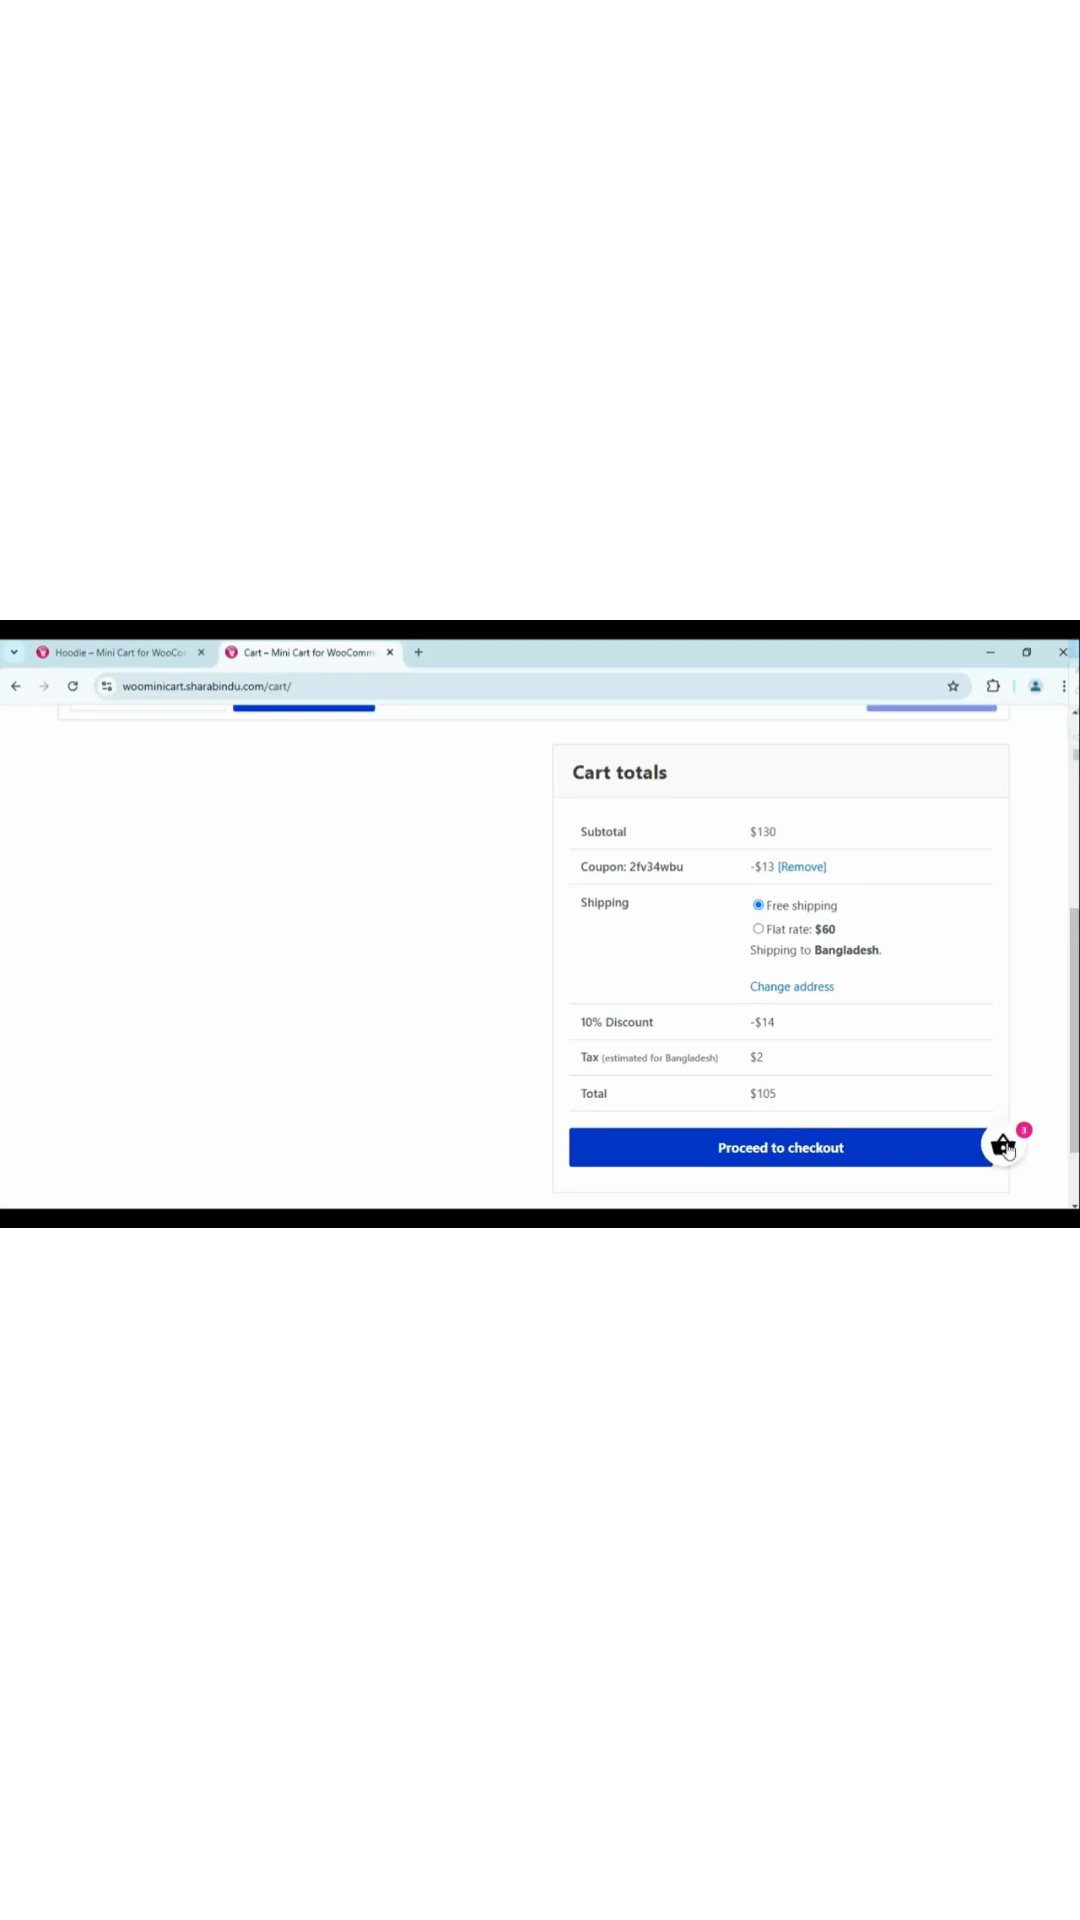 Hoodie – Mini Cart for WooCo
Cart – Mini Cart for WooComm
woominicart.sharabindu.com/cart/
Cart totals
Subtotal $130
Coupon: 2fv34wbu -$13 [Remove]
Shipping
Free shipping
Flat rate: $60
Shipping to Bangladesh.
Change address
10% Discount -$14
Tax (estimated for Bangladesh) $2
Total $105
3
Proceed to checkout